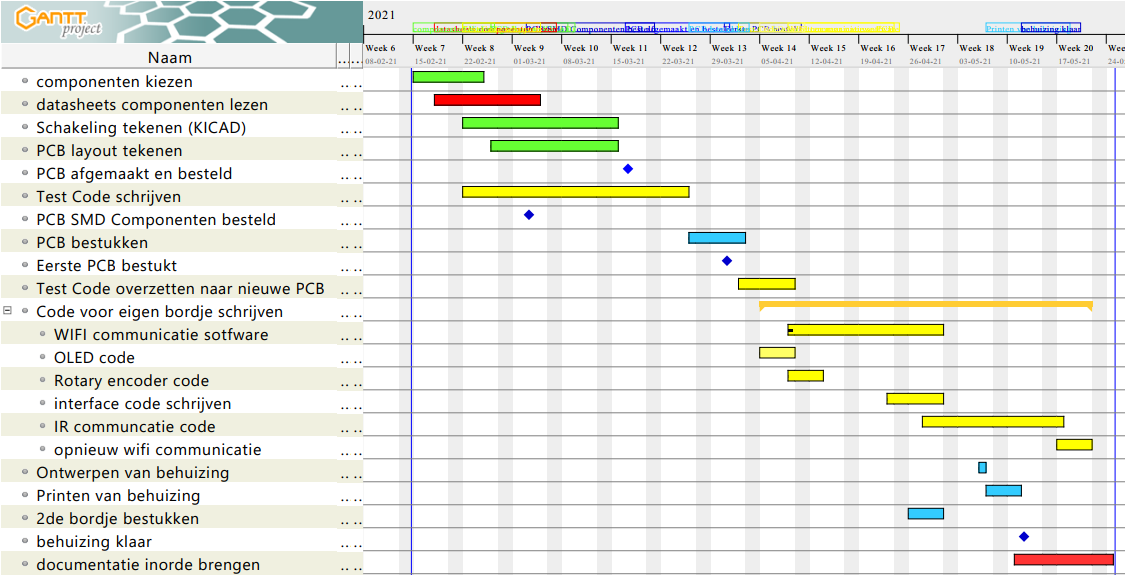 GANTT
project
2021
Naam
Week 6
Week 7
Week 8
Week 9
Week 10
Week 11
Week 12
Week 13
Week 14
Week 15
Week 16
Week 17
Week 18
Week 19
Week 20
08-02-21
15-02-21
22-02-21
01-03-21
08-03-21
15-03-21
22-03-21
29-03-21
05-04-21
12-04-21
19-04-21
26-04-21
03-05-21
10-05-21
17-05-21
behuizing klaar
componenten kiezen
datasheets componenten lezen
Schakeling tekenen (KICAD)
PCB layout tekenen
PCB afgemaakt en besteld
Test Code schrijven
PCB SMD Componenten besteld
PCB bestukken
Eerste PCB bestukt
Test Code overzetten naar nieuwe PCB
Code voor eigen bordje schrijven
WIFI communicatie sotfware
OLED code
Rotary encoder code
interface code schrijven
IR communcatie code
opnieuw wifi communicatie
Ontwerpen van behuizing
Printen van behuizing
2de bordje bestukken
behuizing klaar
documentatie inorde brengen